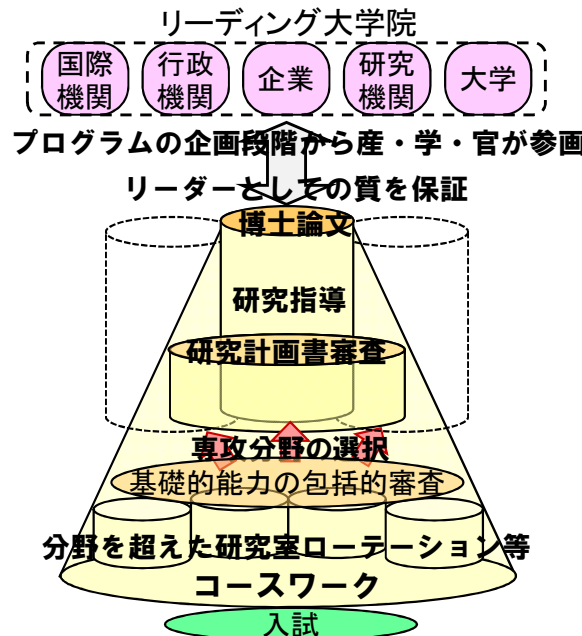 リーディング大学院
国際
機関
行政
機関
企業
研究
機関
大学
プログラムの企画段階から産・学・官が参画
リーダーとしての質を保証
博士論文
研究指導
研究計画書審査
専攻分野の選択
基礎的能力の包括的審査
分野を超えた研究室ローテーション等
コースワーク
入試